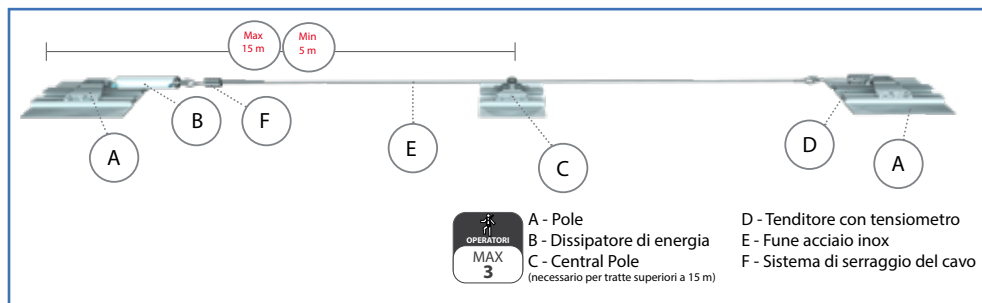 Max
15 m
Min
5 m
A
B
F
E
C
D
A
OPERATORI
MAX
3
A - Pole
B - Dissipatore di energia
C - Central Pole
(necessario per tratte superiori a 15 m)
D - Tenditore con tensiometro
E - Fune acciaio inox
F - Sistema di serraggio del cavo